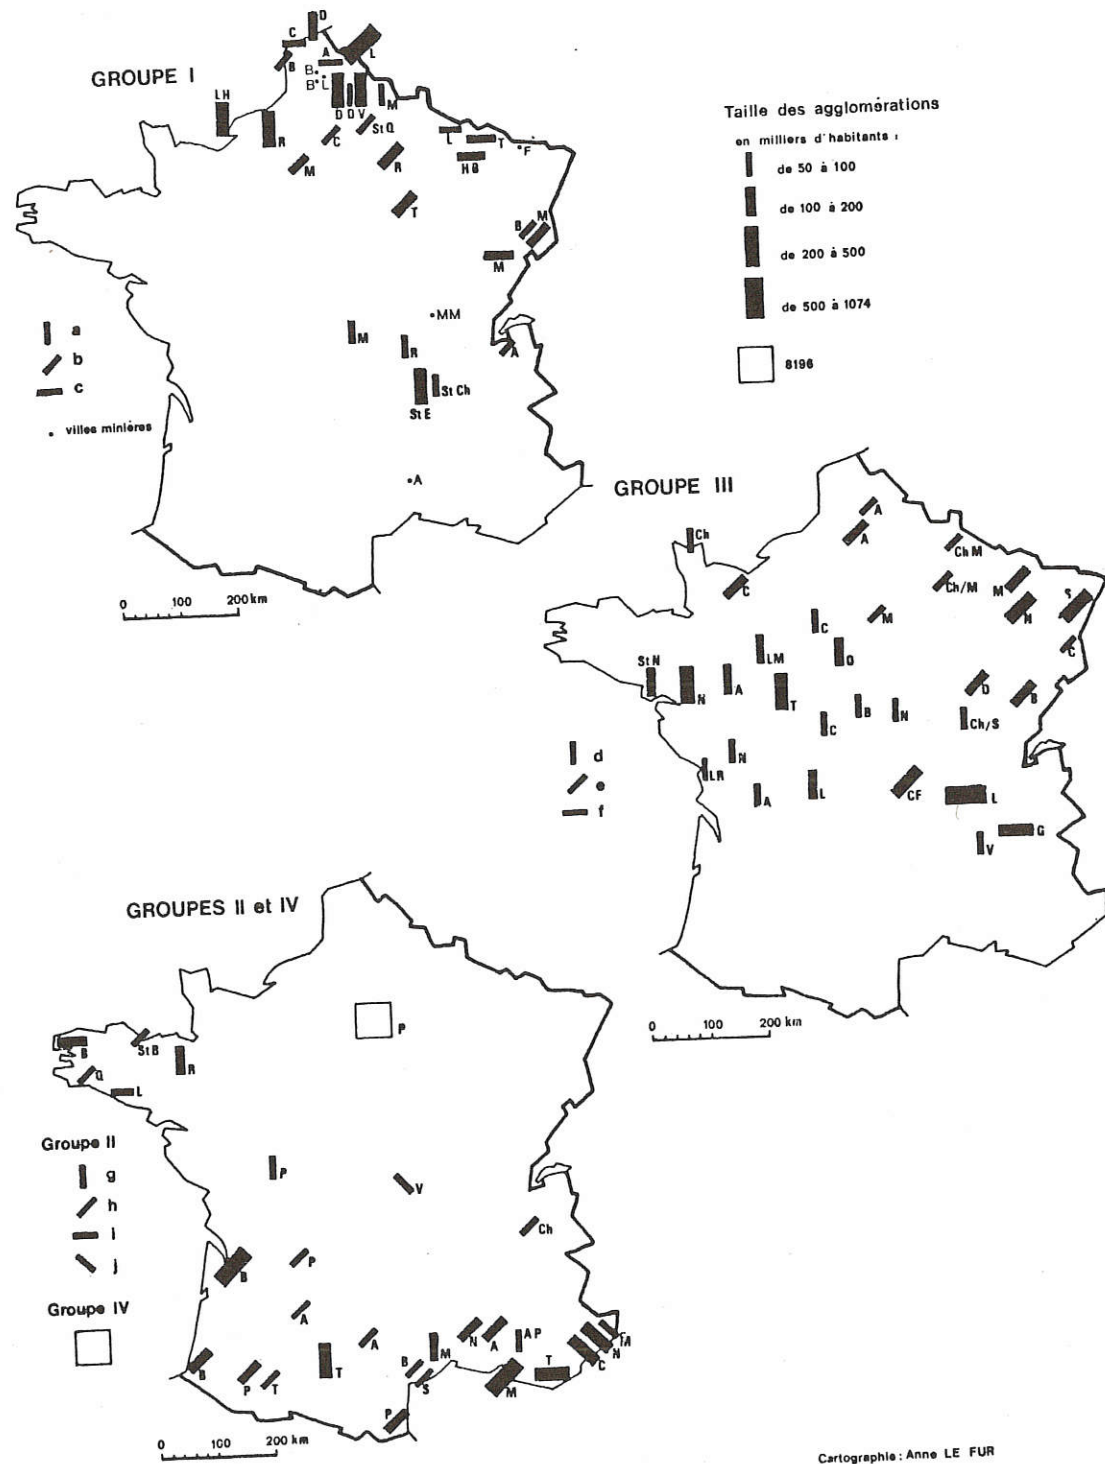 GROUPE I
D
C
B
A
L
B
B L
LH
R
D D V
M
C
St Q
M
R
L
T
F
H G
T
B
M
M
MM
M
R
A
St E
St Ch
A
a
b
c
villes minières
0 100 200 km
Taille des agglomérations
en milliers d'habitants :
de 50 à 100
de 100 à 200
de 200 à 500
de 500 à 1074
8196
GROUPE III
Ch
A
A
Ch M
C
Ch/M
M
S
N
M
C
C
LM
O
St N
N
A
T
D
B
B
N
Ch/S
C
N
LR
A
L
CF
L
G
V
d
e
f
0 100 200 km
GROUPES II et IV
P
B
St B
R
Q
L
Groupe II
g
h
i
j
Groupe IV
P
V
Ch
B
P
A
A
B
P
T
T
B
S
M
N
A
AP
M
T
C
N
M
P
0 100 200 km
Cartographie : Anne LE FUR